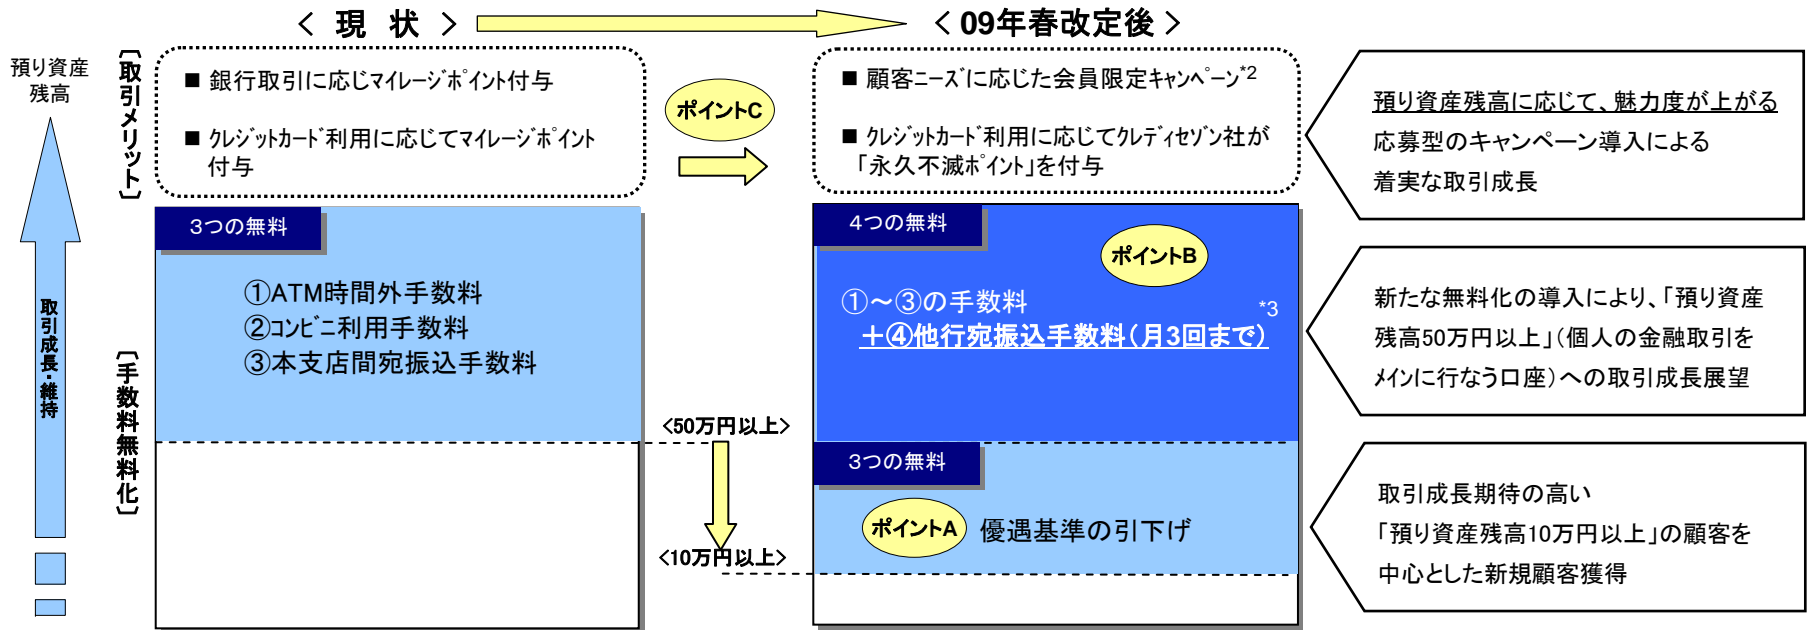 ＜ 現 状 ＞
＜ 09年春改定後 ＞
預り資産
残高
取引成長・維持
〔取引メリット〕
■ 銀行取引に応じﾏｲﾚｰｼﾞﾎﾟｲﾝﾄ付与
■ ｸﾚｼﾞｯﾄｶｰﾄﾞ利用に応じてﾏｲﾚｰｼﾞﾎﾟｲﾝﾄ
付与
ポイントC
■ 顧客ﾆｰｽﾞに応じた会員限定ｷｬﾝﾍﾟｰﾝ*2
■ ｸﾚｼﾞｯﾄｶｰﾄﾞ利用に応じてｸﾚﾃﾞｨｾｿﾞﾝ社が
「永久不滅ﾎﾟｲﾝﾄ」を付与
預り資産残高に応じて、魅力度が上がる
応募型のキャンペーン導入による
着実な取引成長
〔手数料無料化〕
3つの無料
①ATM時間外手数料
②ｺﾝﾋﾞﾆ利用手数料
③本支店間宛振込手数料
<50万円以上>
<10万円以上>
４つの無料
ポイントB
①～③の手数料
*3
＋④他行宛振込手数料（月３回まで）
新たな無料化の導入により、「預り資産
残高50万円以上」（個人の金融取引を
ﾒｲﾝに行なう口座）への取引成長展望
3つの無料
ポイントA
優遇基準の引下げ
取引成長期待の高い
「預り資産残高10万円以上」の顧客を
中心とした新規顧客獲得